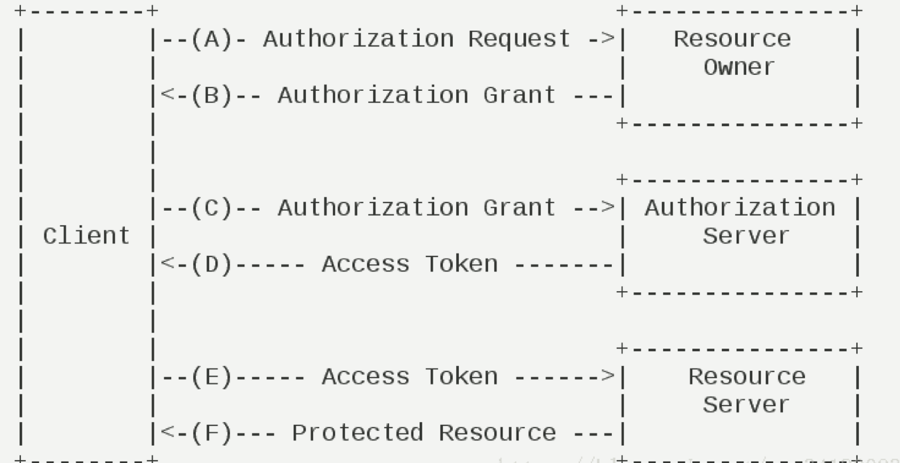 +--------+                               +---------------+
|        |--(A)- Authorization Request ->|   Resource    |
|        |                               |     Owner     |
|        |<-(B)-- Authorization Grant ---|               |
|        |                               +---------------+
|        |
|        |                               +---------------+
|        |--(C)-- Authorization Grant -->| Authorization |
| Client |                               |     Server    |
|        |<-(D)----- Access Token -------|               |
|        |                               +---------------+
|        |
|        |                               +---------------+
|        |--(E)----- Access Token ------>|    Resource   |
|        |                               |     Server    |
|        |<-(F)--- Protected Resource ---|               |
+--------+                               +---------------+